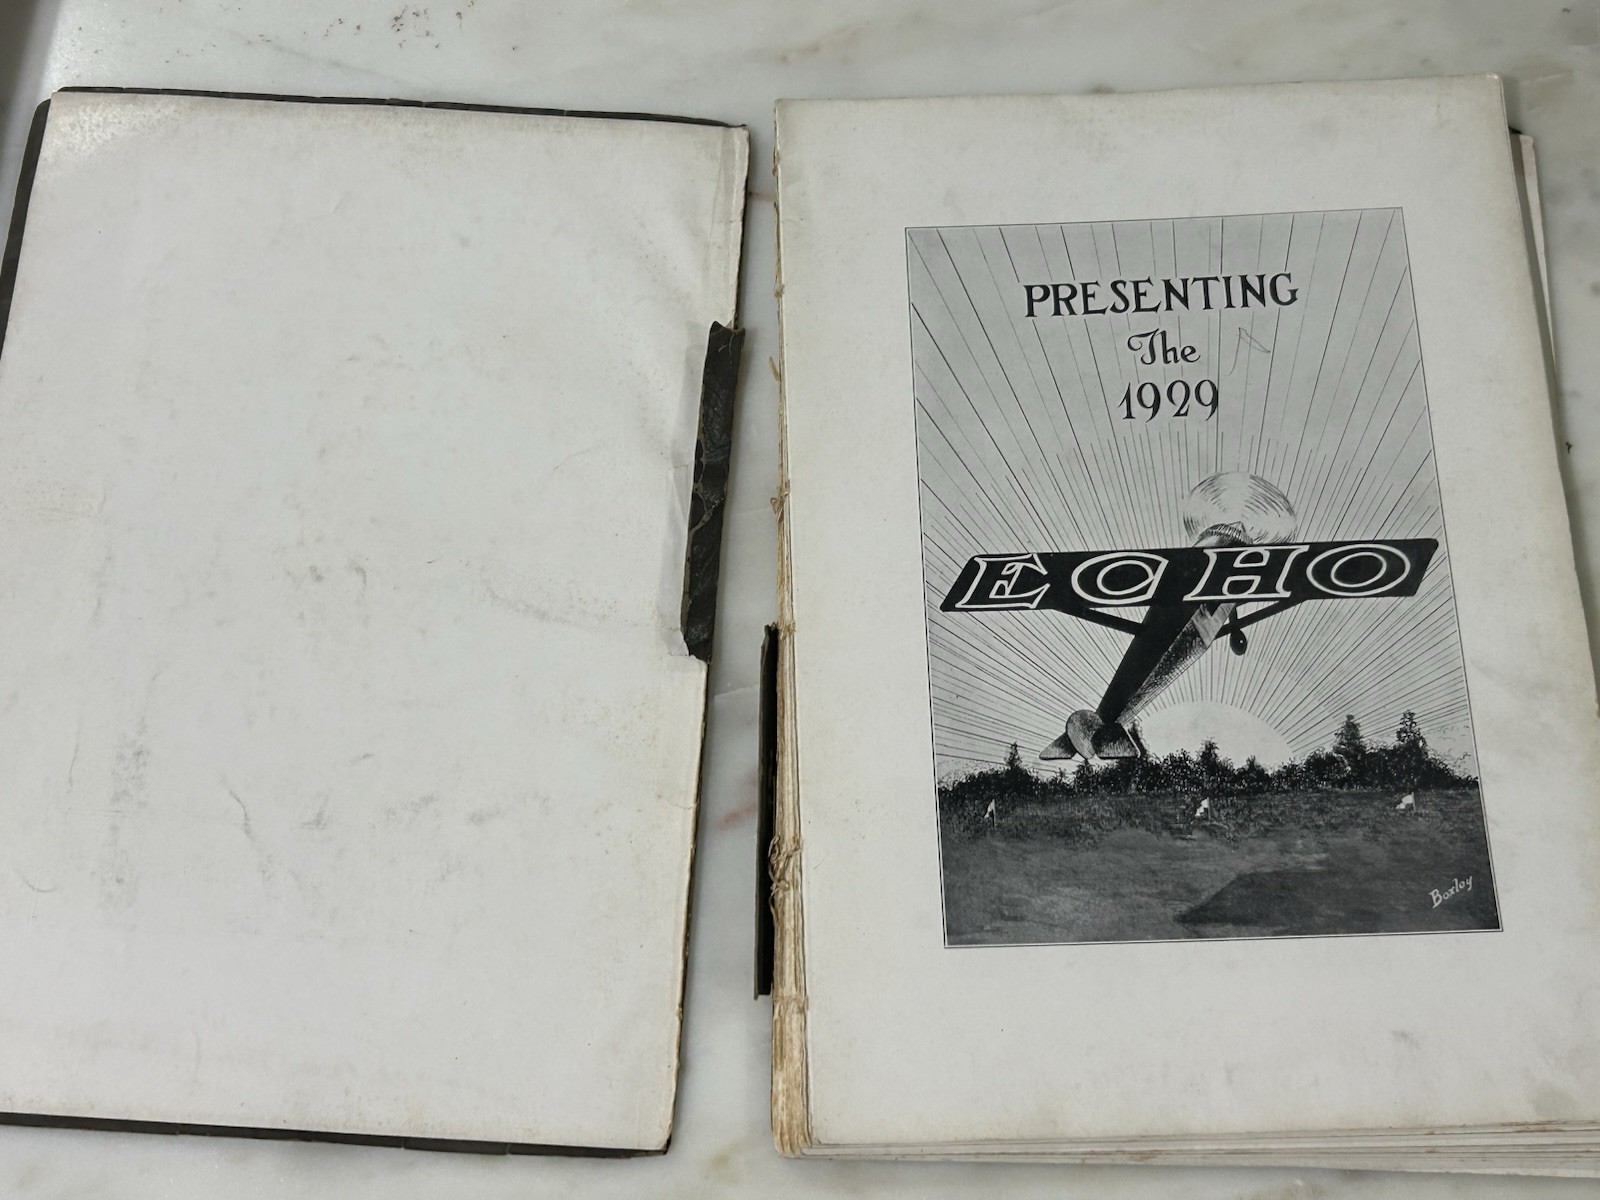 PRESENTING
The
1929
ECHO
Boxley